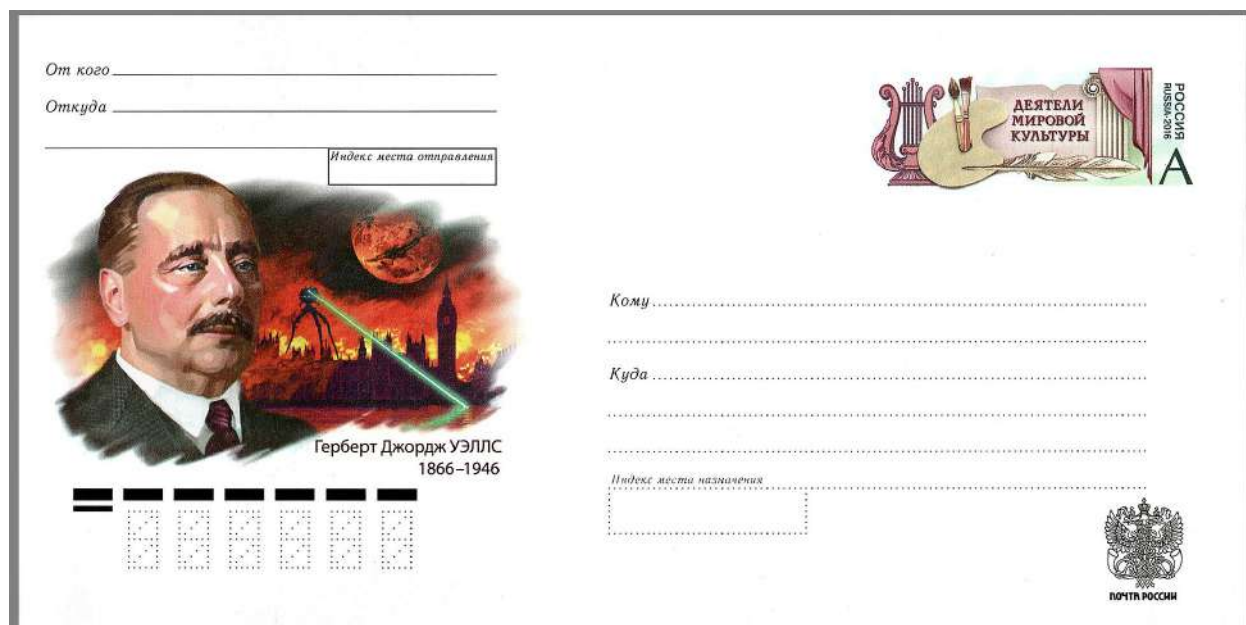 От кого
Откуда
Индекс места отправления
ДЕЯТЕЛИ
МИРОВОЙ
КУЛЬТУРЫ
РОССИЯ
RUSSIA•2016
А
Герберт Джордж УЭЛЛС
1866–1946
Кому
Куда
Индекс места назначения
ПОЧТА РОССИИ